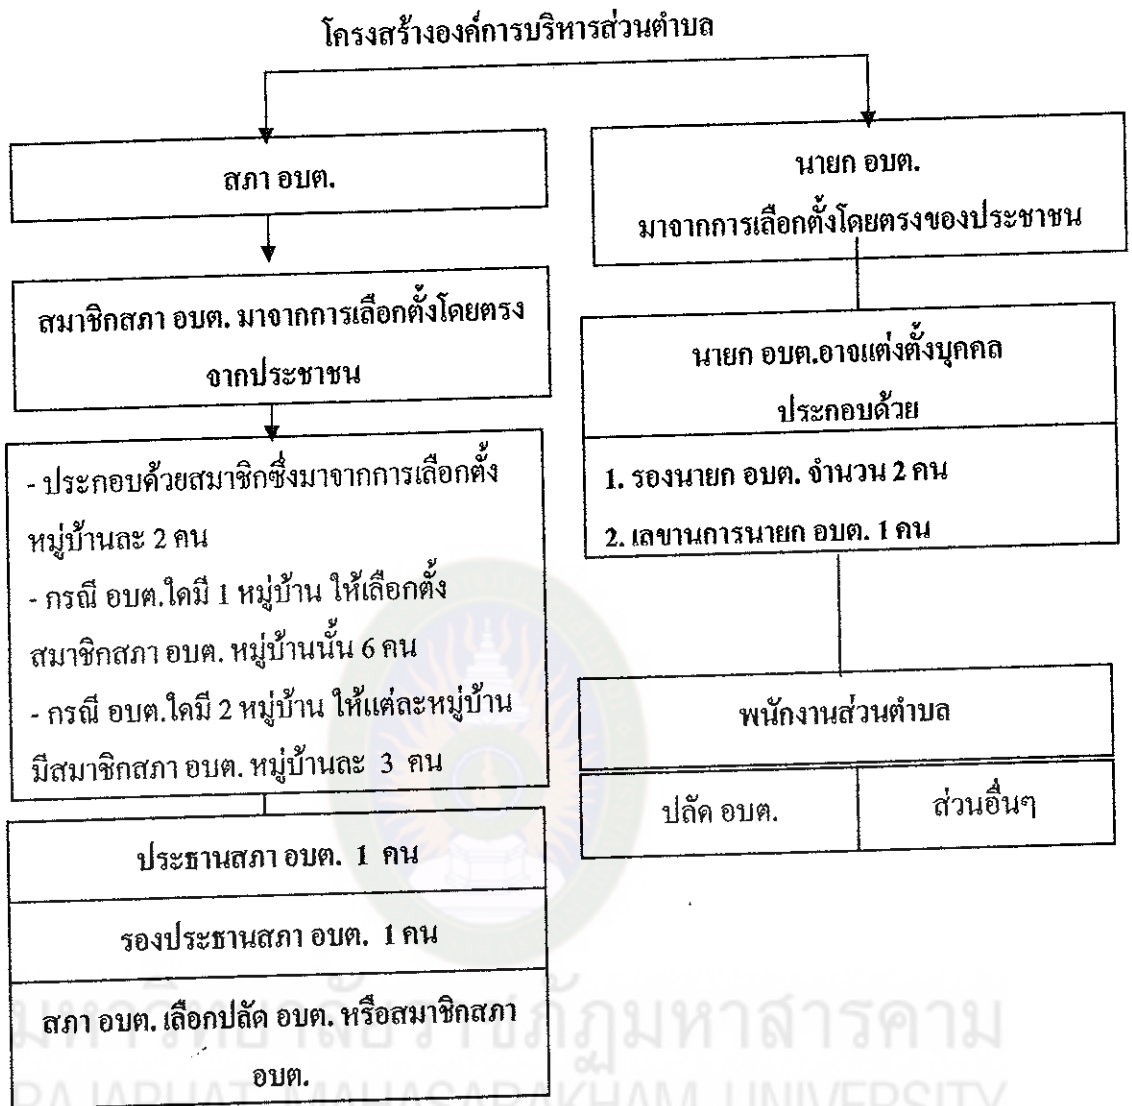 โครงสร้างองค์การบริหารส่วนตำบล
สภา อบต.
สมาชิกสภา อบต. มาจากการเลือกตั้งโดยตรง
จากประชาชน
- ประกอบด้วยสมาชิกซึ่งมาจากการเลือกตั้ง
หมู่บ้านละ 2 คน
- กรณี อบต.ใดมี 1 หมู่บ้าน ให้เลือกตั้ง
สมาชิกสภา อบต. หมู่บ้านนั้น 6 คน
- กรณี อบต.ใดมี 2 หมู่บ้าน ให้แต่ละหมู่บ้าน
มีสมาชิกสภา อบต. หมู่บ้านละ 3 คน
ประธานสภา อบต. 1 คน
รองประธานสภา อบต. 1 คน
สภา อบต. เลือกปลัด อบต. หรือสมาชิกสภา
อบต.
นายก อบต.
มาจากการเลือกตั้งโดยตรงของประชาชน
นายก อบต.อาจแต่งตั้งบุคคล
ประกอบด้วย
1. รองนายก อบต. จำนวน 2 คน
2. เลขานการนายก อบต. 1 คน
พนักงานส่วนตำบล
ปลัด อบต.
ส่วนอื่นๆ
มหาวิทยาลัยราชภัฏมหาสารคาม
RAJABHAT MAHASARAKHAM UNIVERSITY